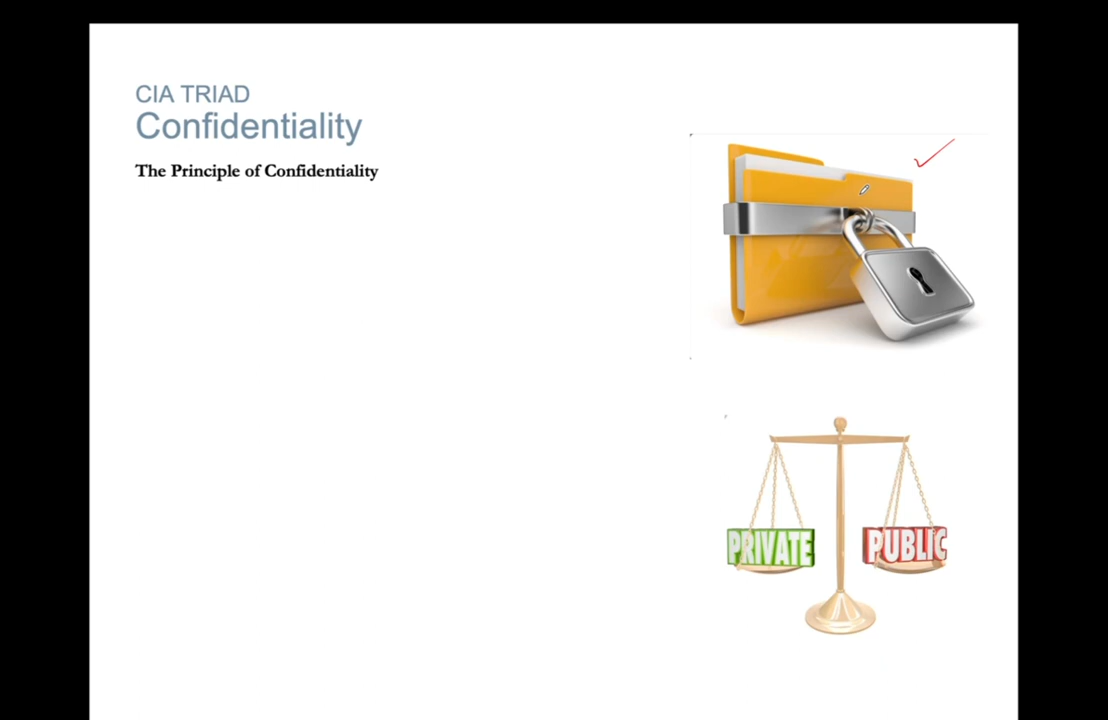 CIA TRIAD
Confidentiality
The Principle of Confidentiality
PRIVATE
PUBLIC